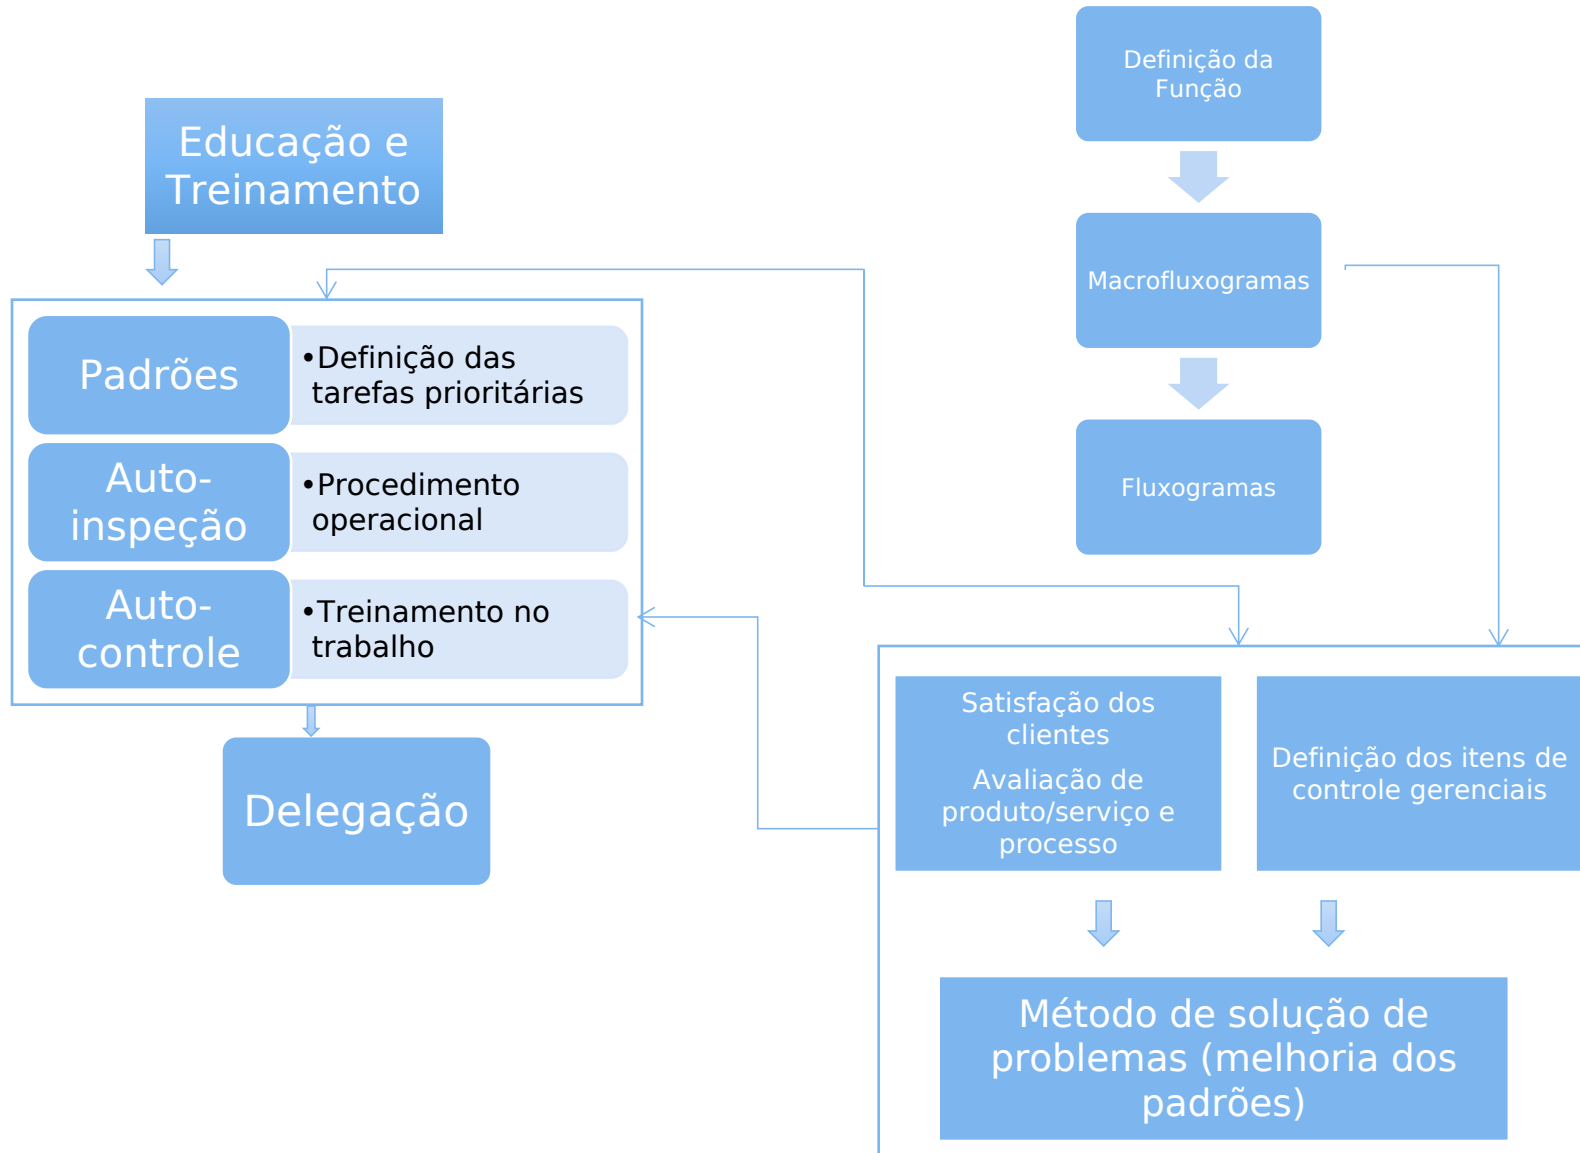 Definição da
Função
Educação e
Treinamento
Macrofluxogramas
Padrões
•Definição das
tarefas prioritárias
Auto-
inspeção
•Procedimento
operacional
Fluxogramas
Auto-
controle
•Treinamento no
trabalho
Delegação
Satisfação dos
clientes
Avaliação de
produto/serviço e
processo
Definição dos itens de
controle gerenciais
Método de solução de
problemas (melhoria dos
padrões)